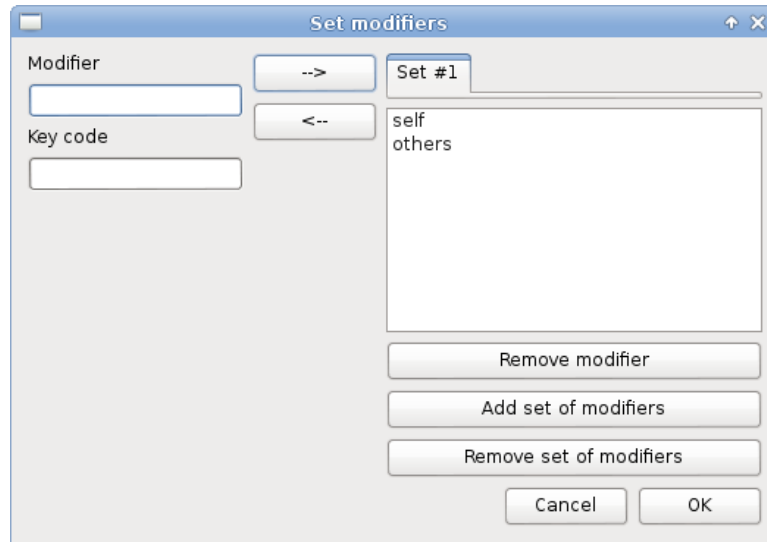 Set modifiers
Modifier
Key code
-->
<--
Set #1
self
others
Remove modifier
Add set of modifiers
Remove set of modifiers
Cancel
OK